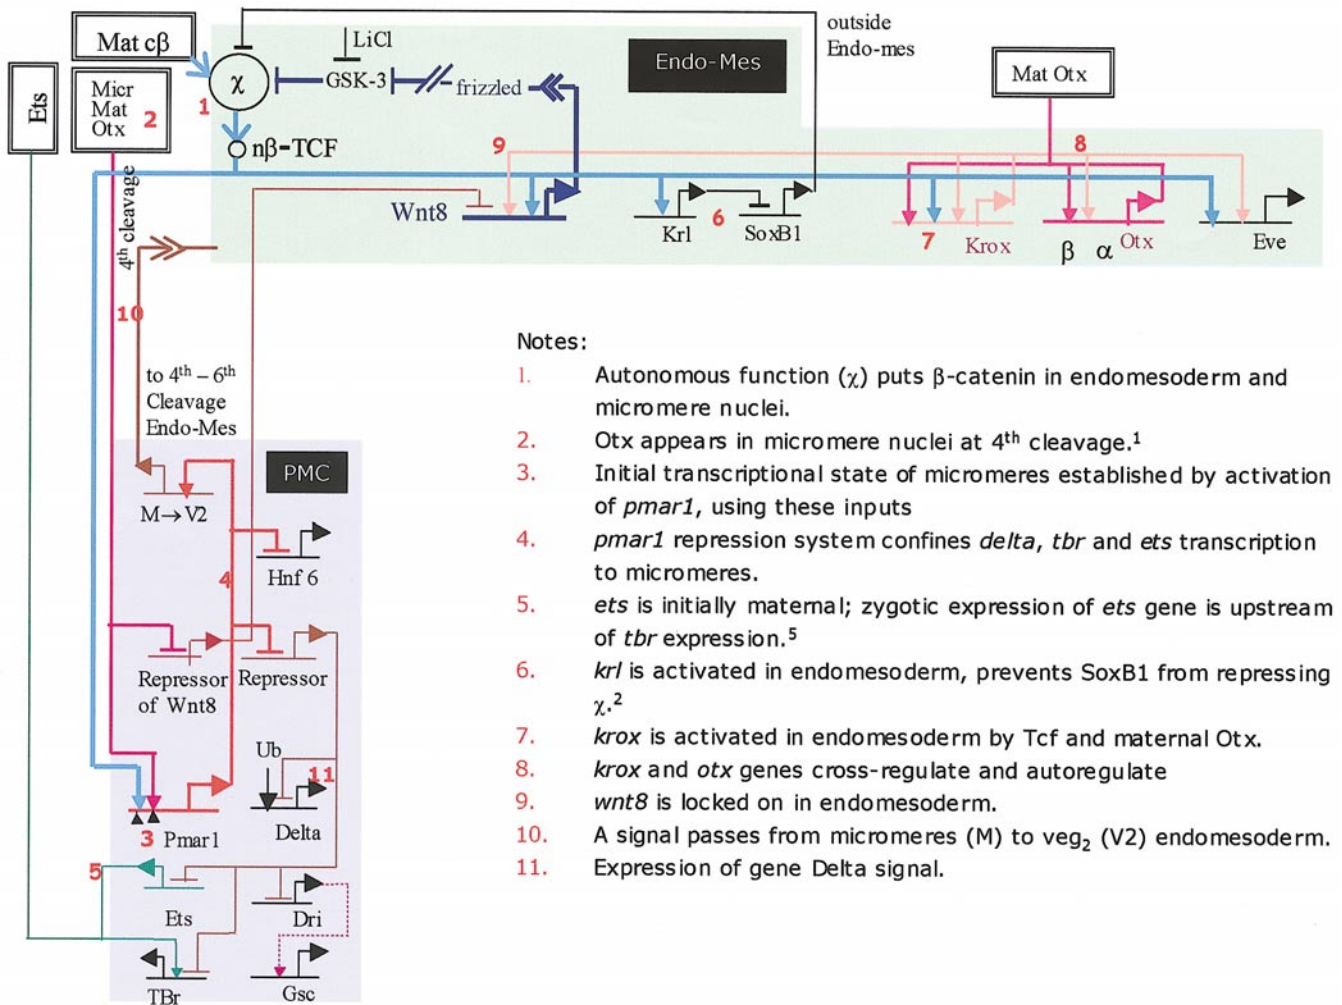 Mat cβ
LiCl
outside
Endo-mes
Endo-Mes
Mat Otx
Ets
Micr
Mat
Otx
2
χ
1
GSK-3
frizzled
nβ-TCF
9
8
4th cleavage
Wnt8
Krl
6
SoxB1
7
Krox
β α Otx
Eve
10
to 4th – 6th
Cleavage
Endo-Mes
PMC
M→V2
Hnf 6
4
Repressor
of Wnt8
Repressor
Ub
11
Delta
3 Pmar1
5
Ets
Dri
TBr
Gsc
Notes:
1. Autonomous function (χ) puts β-catenin in endomesoderm and
micromere nuclei.
2. Otx appears in micromere nuclei at 4th cleavage.1
3. Initial transcriptional state of micromeres established by activation
of pmar1, using these inputs
4. pmar1 repression system confines delta, tbr and ets transcription
to micromeres.
5. ets is initially maternal; zygotic expression of ets gene is upstream
of tbr expression.5
6. krl is activated in endomesoderm, prevents SoxB1 from repressing
χ.2
7. krox is activated in endomesoderm by Tcf and maternal Otx.
8. krox and otx genes cross-regulate and autoregulate
9. wnt8 is locked on in endomesoderm.
10. A signal passes from micromeres (M) to veg2 (V2) endomesoderm.
11. Expression of gene Delta signal.